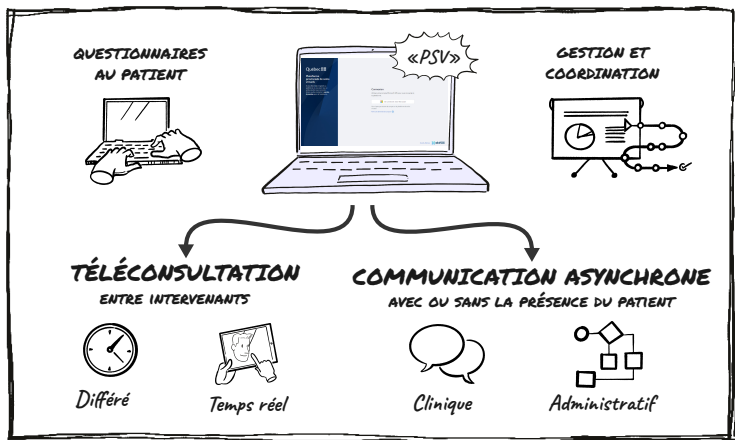 QUESTIONNAIRES
AU PATIENT
«PSV»
GESTION ET
COORDINATION
Québec
TÉLÉCONSULTATION
ENTRE INTERVENANTS
COMMUNICATION ASYNCHRONE
AVEC OU SANS LA PRÉSENCE DU PATIENT
Différé
Temps réel
Clinique
Administratif